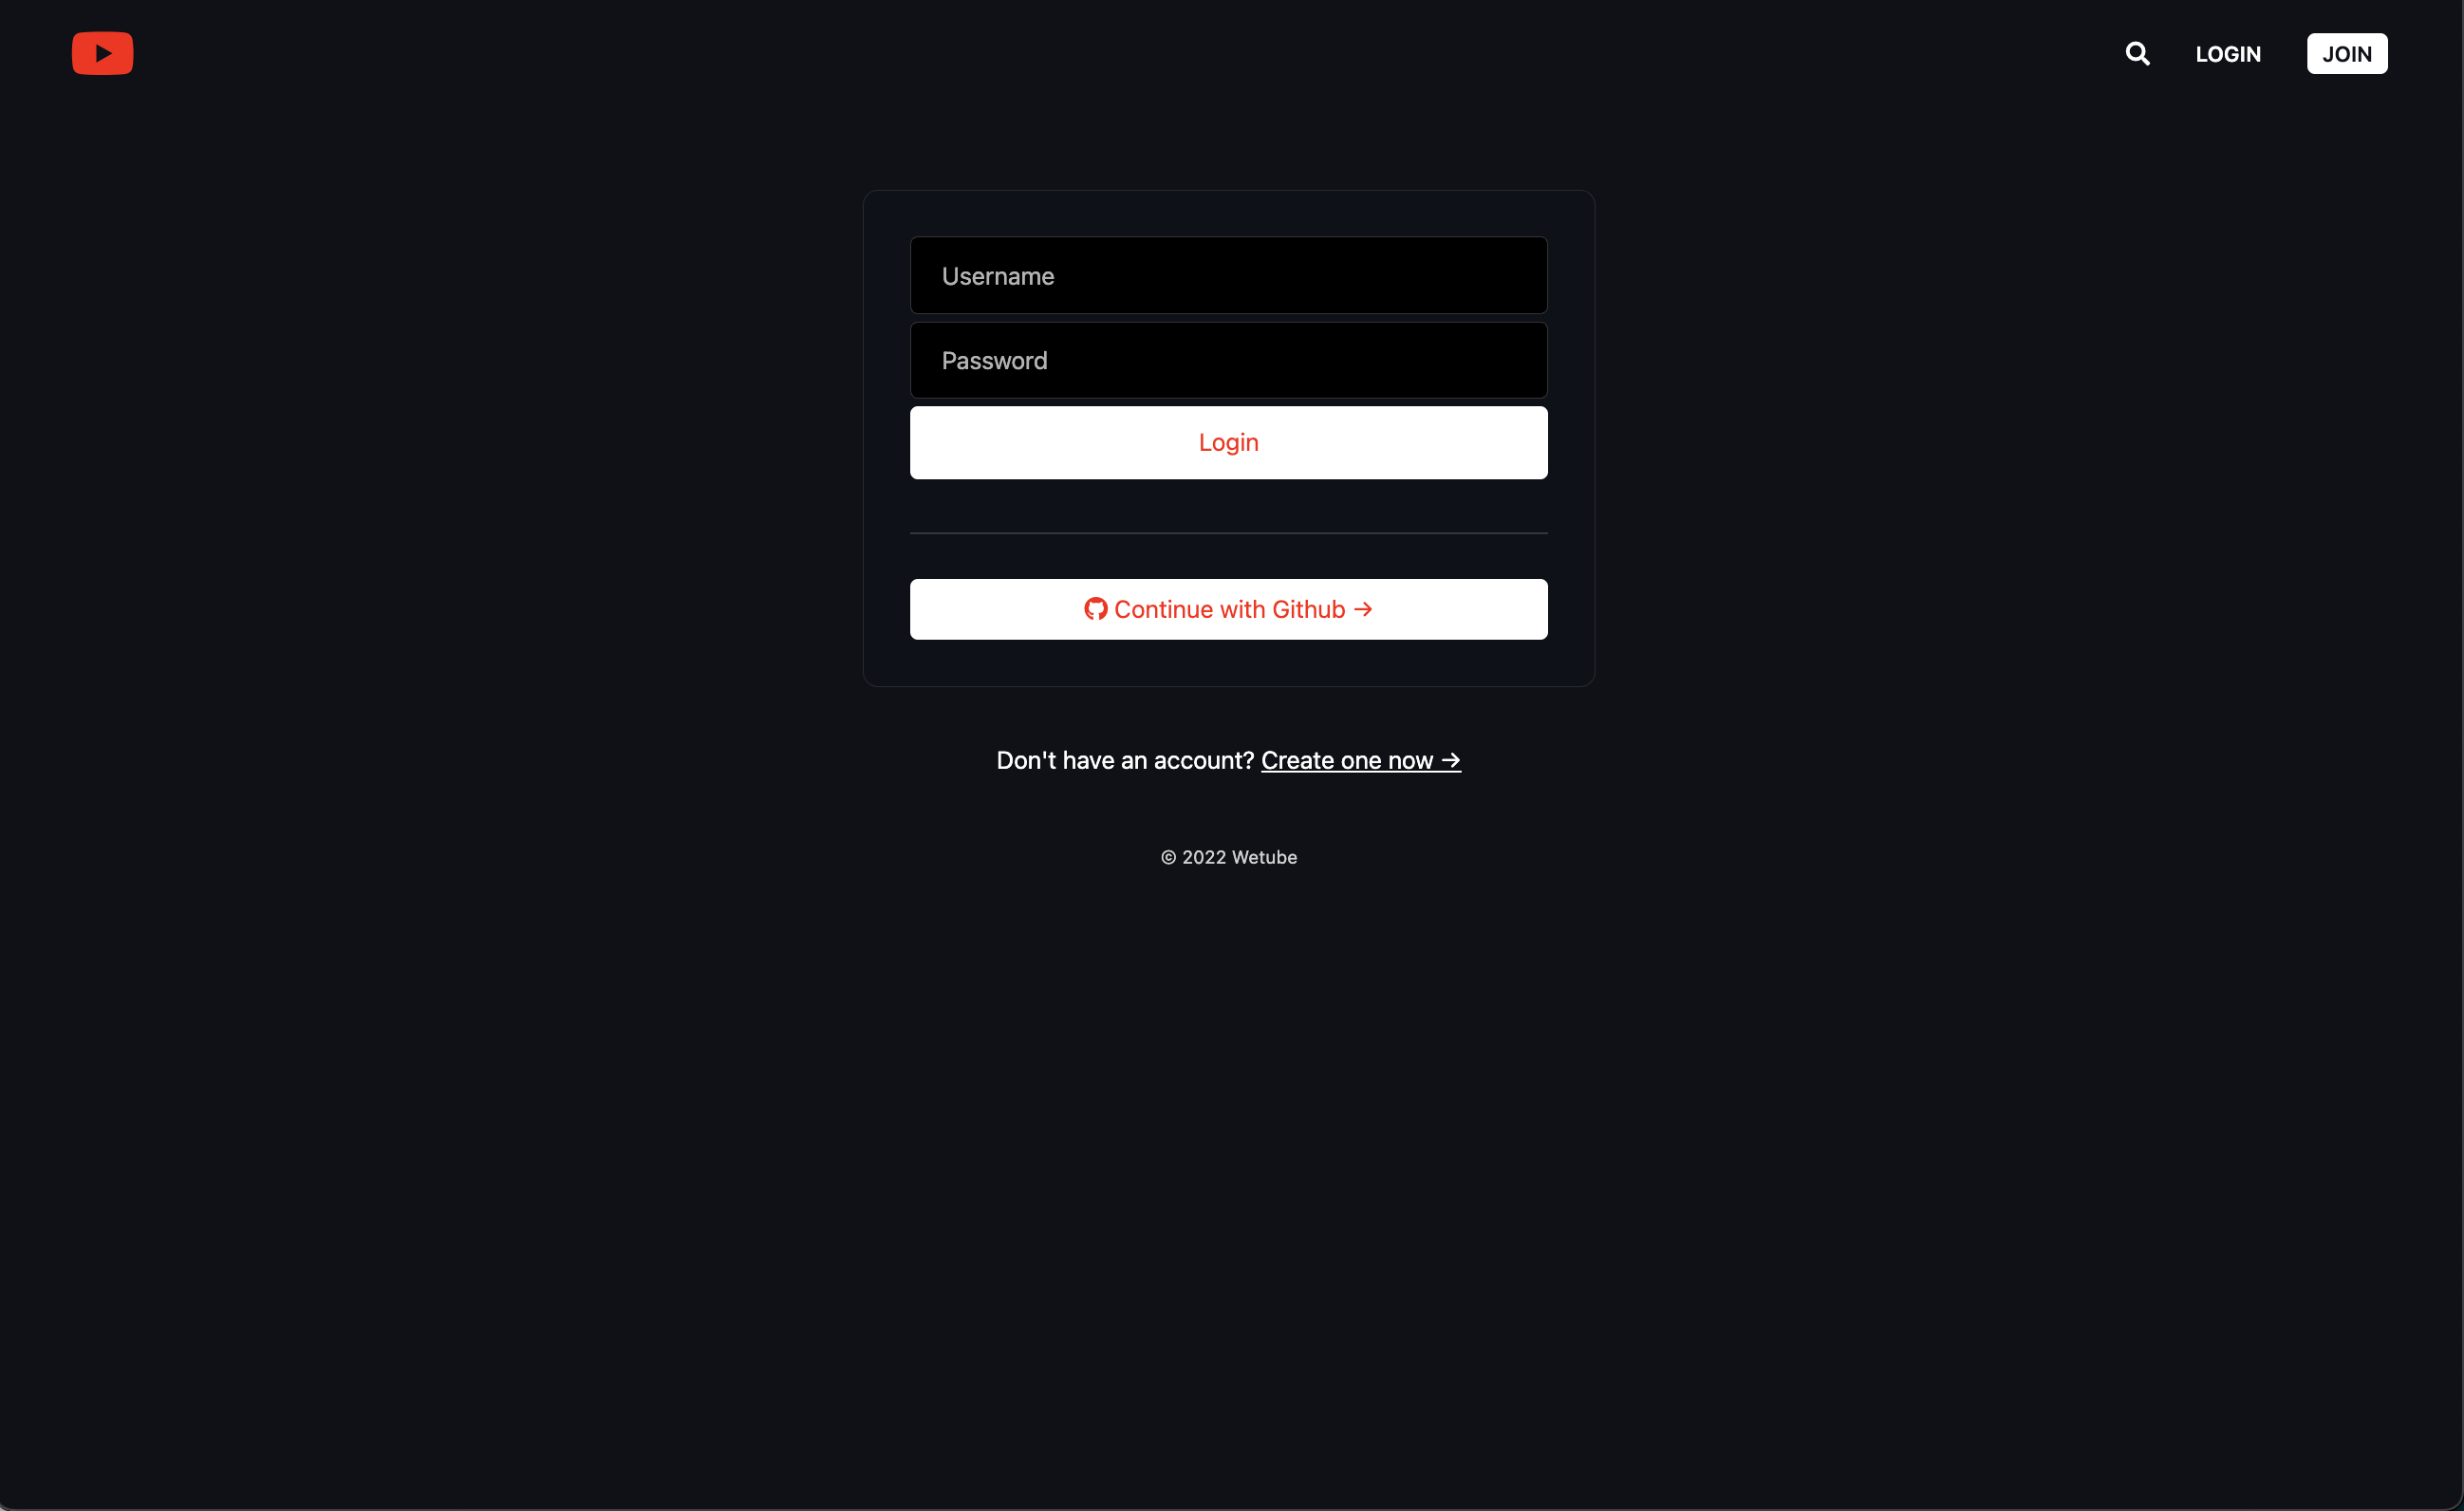 LOGIN
JOIN
Username
Password
Login
Continue with Github →
Don't have an account? Create one now →
© 2022 Wetube